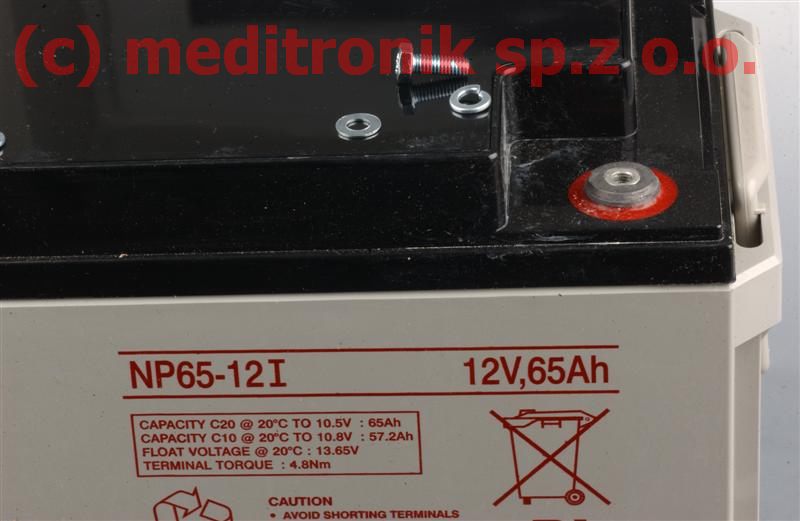 (c) meditronik sp.z o.o.
NP65-12I 12V,65Ah
CAPACITY C20 @ 20°C TO 10.5V : 65Ah
CAPACITY C10 @ 20°C TO 10.8V : 57.2Ah
FLOAT VOLTAGE @ 20°C : 13.65V
TERMINAL TORQUE : 4.8Nm
CAUTION
• AVOID SHORTING TERMINALS